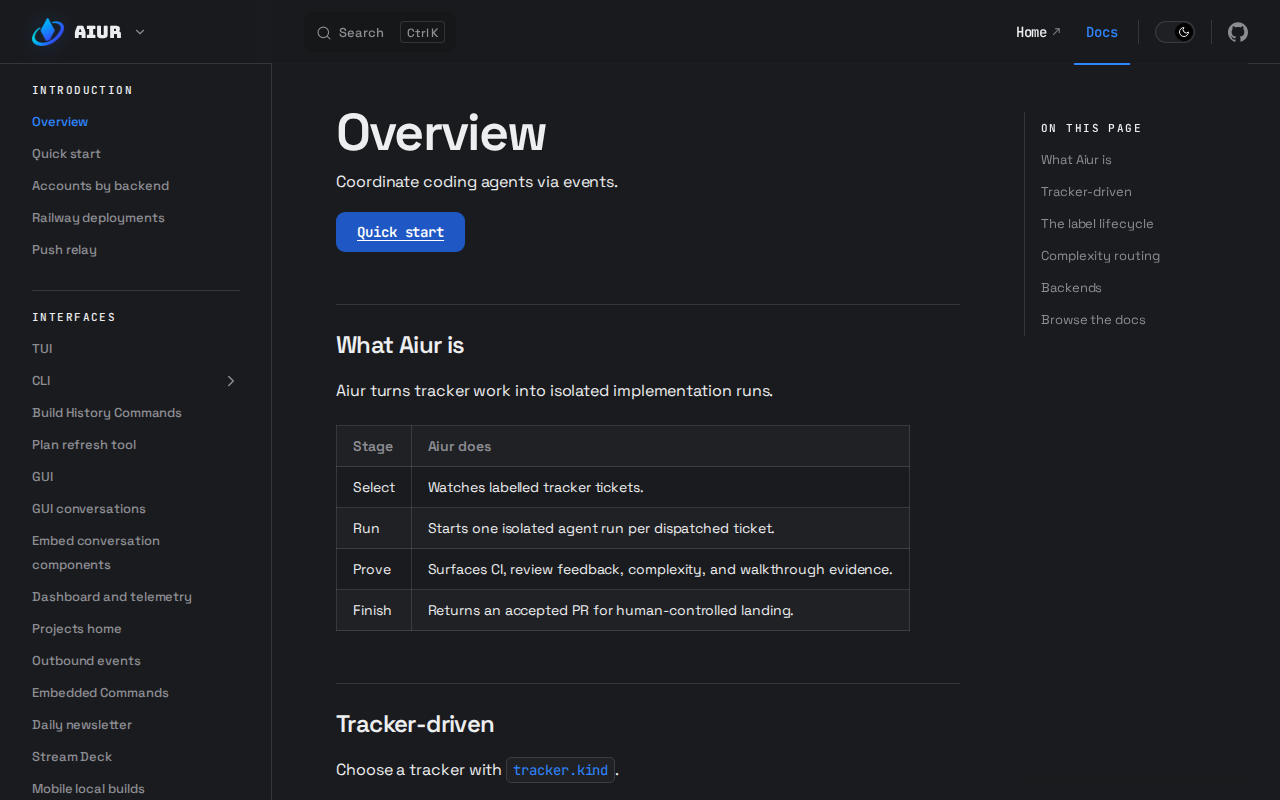 AIUR
Search Ctrl K
Home
Docs
INTRODUCTION
Overview
Quick start
Accounts by backend
Railway deployments
Push relay
INTERFACES
TUI
CLI
Build History Commands
Plan refresh tool
GUI
GUI conversations
Embed conversation
components
Dashboard and telemetry
Projects home
Outbound events
Embedded Commands
Daily newsletter
Stream Deck
Mobile local builds
Overview
Coordinate coding agents via events.
Quick start
What Aiur is
Aiur turns tracker work into isolated implementation runs.
Stage Aiur does
Select Watches labelled tracker tickets.
Run Starts one isolated agent run per dispatched ticket.
Prove Surfaces CI, review feedback, complexity, and walkthrough evidence.
Finish Returns an accepted PR for human-controlled landing.
Tracker-driven
Choose a tracker with tracker.kind.
ON THIS PAGE
What Aiur is
Tracker-driven
The label lifecycle
Complexity routing
Backends
Browse the docs